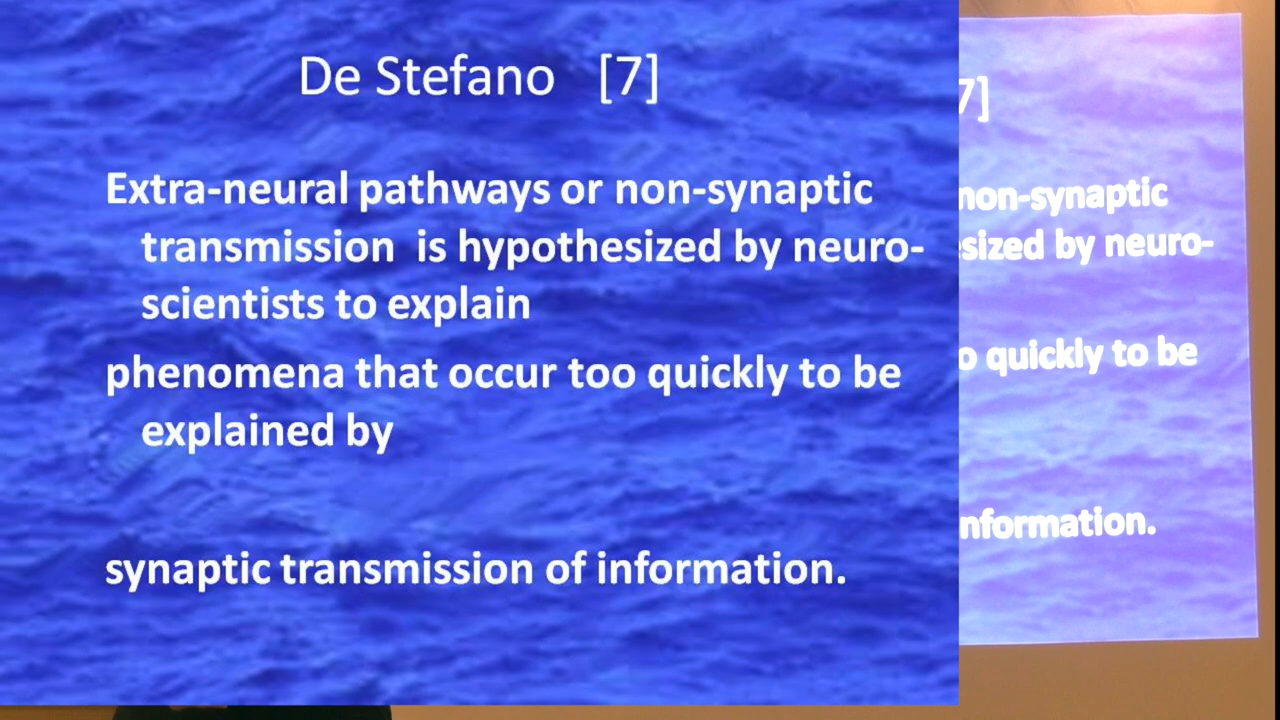 De Stefano [7]
Extra-neural pathways or non-synaptic
transmission is hypothesized by neuro-
scientists to explain
phenomena that occur too quickly to be
explained by
synaptic transmission of information.
7]
non-synaptic
sized by neuro-
o quickly to be
nformation.